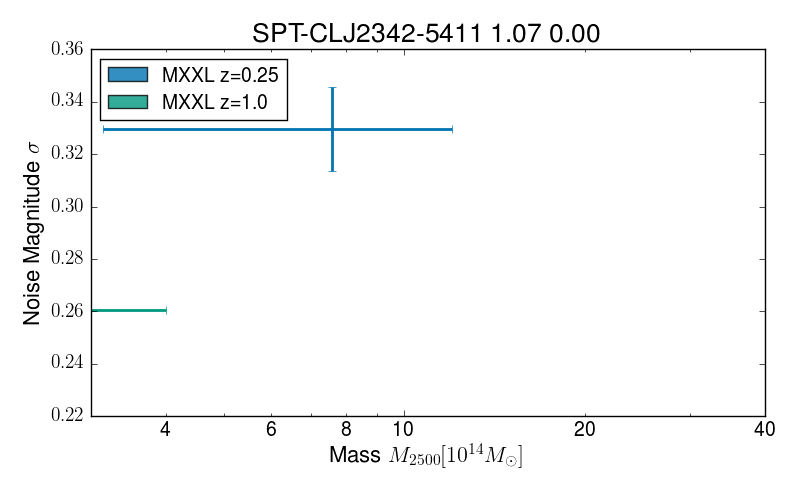 SPT-CLJ2342-5411 1.07 0.00
MXXL z=0.25
MXXL z=1.0
Noise Magnitude σ
0.36
0.34
0.32
0.30
0.28
0.26
0.24
0.22
4 6 8 10 20 40
Mass M₂₅₀₀[10¹⁴M☉]